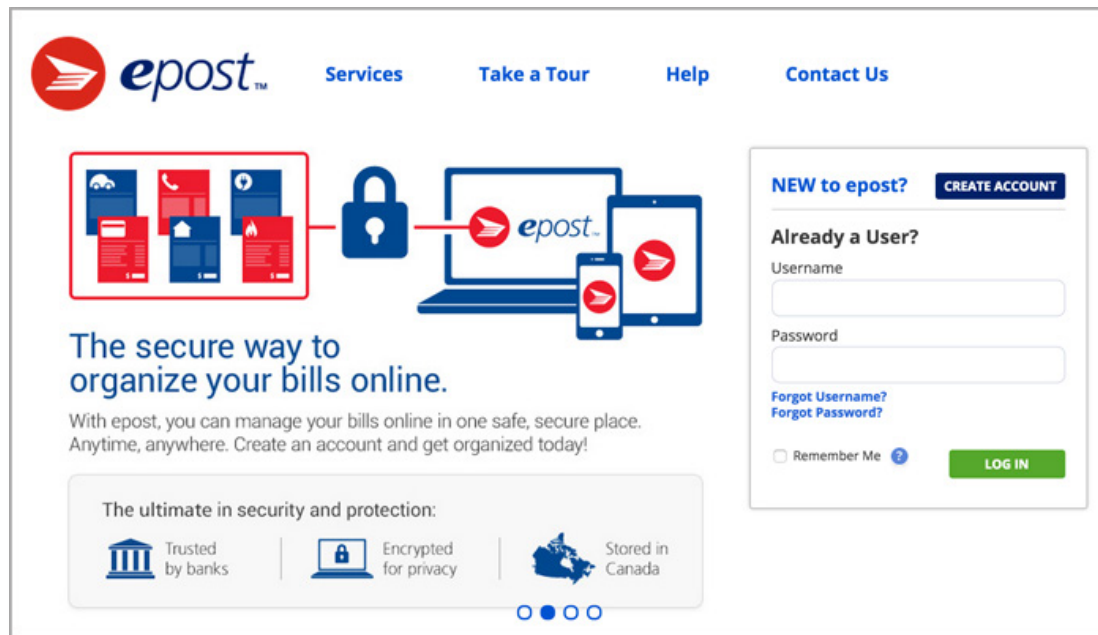 epost™
Services
Take a Tour
Help
Contact Us
epost™
The secure way to
organize your bills online.
With epost, you can manage your bills online in one safe, secure place.
Anytime, anywhere. Create an account and get organized today!
The ultimate in security and protection:
Trusted
by banks
Encrypted
for privacy
Stored in
Canada
NEW to epost?
CREATE ACCOUNT
Already a User?
Username
Password
Forgot Username?
Forgot Password?
Remember Me ?
LOG IN